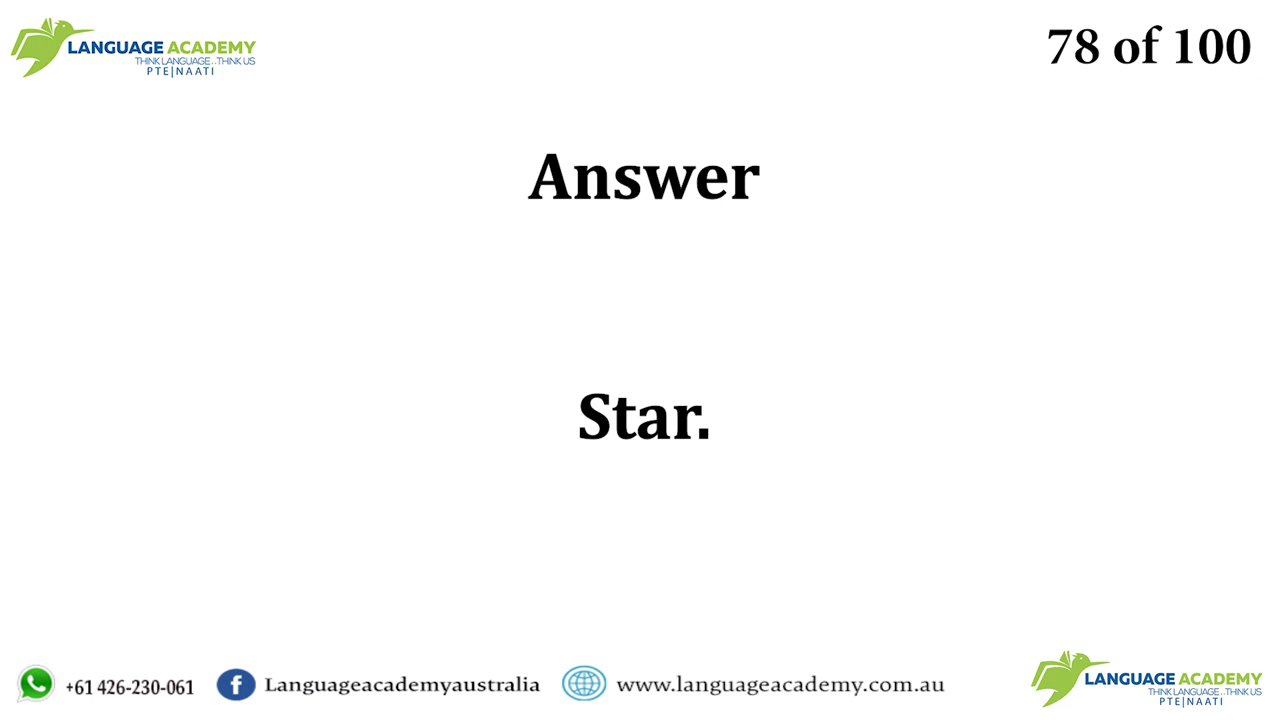 LANGUAGE ACADEMY
THINK LANGUAGE..THINK US
PTE|NAATI
78 of 100
Answer
Star.
+61 426-230-061
Languageacademyaustralia
www.languageacademy.com.au
LANGUAGE ACADEMY
THINK LANGUAGE..THINK US
PTE|NAATI